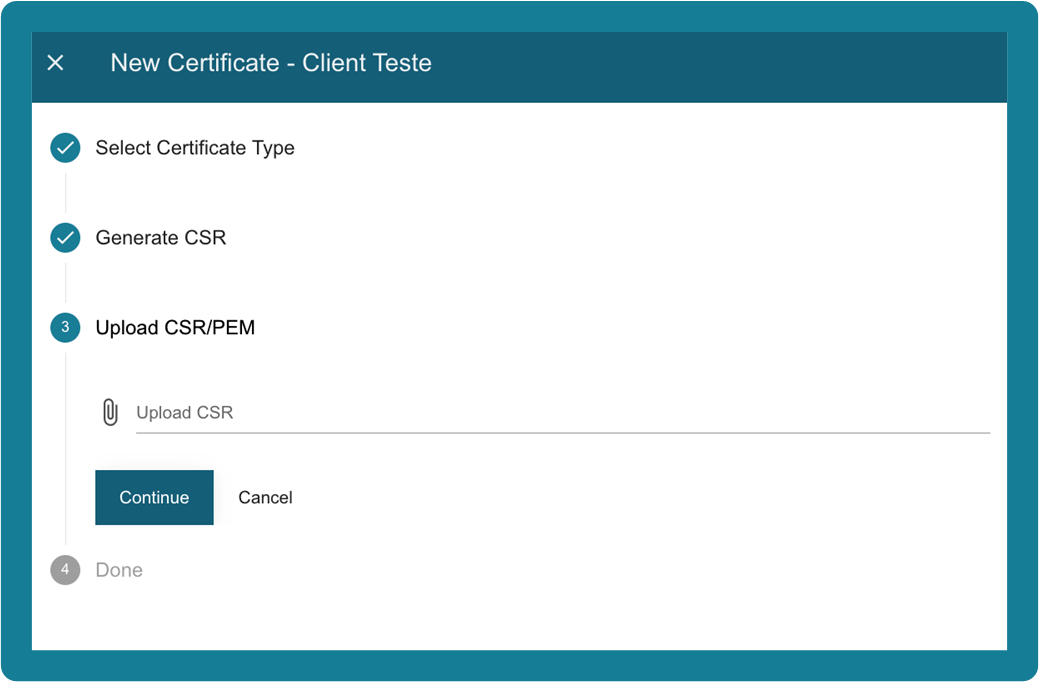 New Certificate - Client Teste
Select Certificate Type
Generate CSR
3 Upload CSR/PEM
Upload CSR
Continue Cancel
4 Done